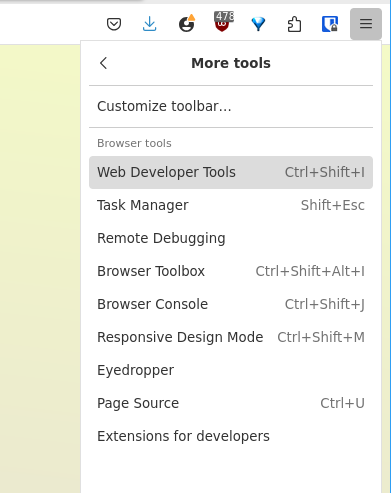 478
More tools
Customize toolbar…
Browser tools
Web Developer Tools Ctrl+Shift+I
Task Manager Shift+Esc
Remote Debugging
Browser Toolbox Ctrl+Shift+Alt+I
Browser Console Ctrl+Shift+J
Responsive Design Mode Ctrl+Shift+M
Eyedropper
Page Source Ctrl+U
Extensions for developers